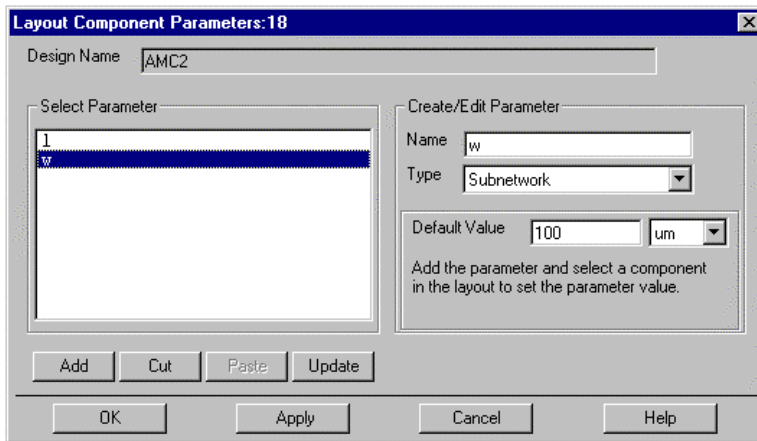 Layout Component Parameters:18
Design Name AMC2
Select Parameter
l
w
Create/Edit Parameter
Name w
Type Subnetwork
Default Value 100 um
Add the parameter and select a component
in the layout to set the parameter value.
Add Cut Paste Update
OK Apply Cancel Help